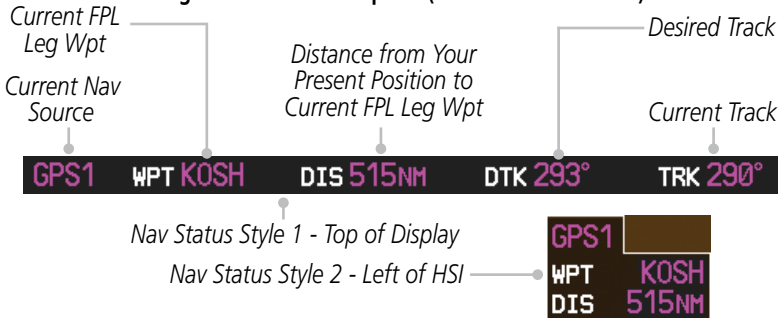 Current FPL
Leg Wpt
Current Nav
Source
Distance from Your
Present Position to
Current FPL Leg Wpt
Desired Track
Current Track
GPS1 WPT KOSH DIS 515NM DTK 293° TRK 290°
Nav Status Style 1 - Top of Display
Nav Status Style 2 - Left of HSI
GPS1
WPT KOSH
DIS 515NM